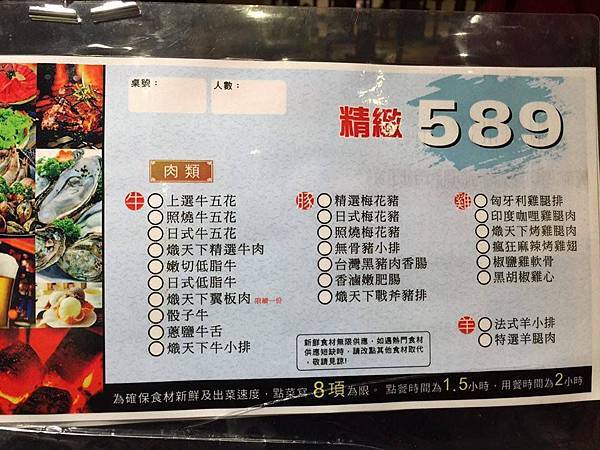 桌號：
人數：
精緻 589
肉類
牛
○上選牛五花
○照燒牛五花
○日式牛五花
○熾天下精選牛肉
○嫩切低脂牛
○日式低脂牛
○熾天下翼板肉 限續一份
○骰子牛
○蔥鹽牛舌
○熾天下牛小排
豚
○精選梅花豬
○日式梅花豬
○照燒梅花豬
○無骨豬小排
○台灣黑豬肉香腸
○香滷嫩肥腸
○熾天下戰斧豬排
雞
○匈牙利雞腿排
○印度咖哩雞腿肉
○熾天下烤雞腿肉
○瘋狂麻辣烤雞翅
○椒鹽雞軟骨
○黑胡椒雞心
羊
○法式羊小排
○特選羊腿肉
新鮮食材無限供應，如遇熱門食材
供應短缺時，請改點其他食材取代
，敬請見諒!
為確保食材新鮮及出菜速度，點菜寫 8項為限。點餐時間為1.5小時，用餐時間為2小時